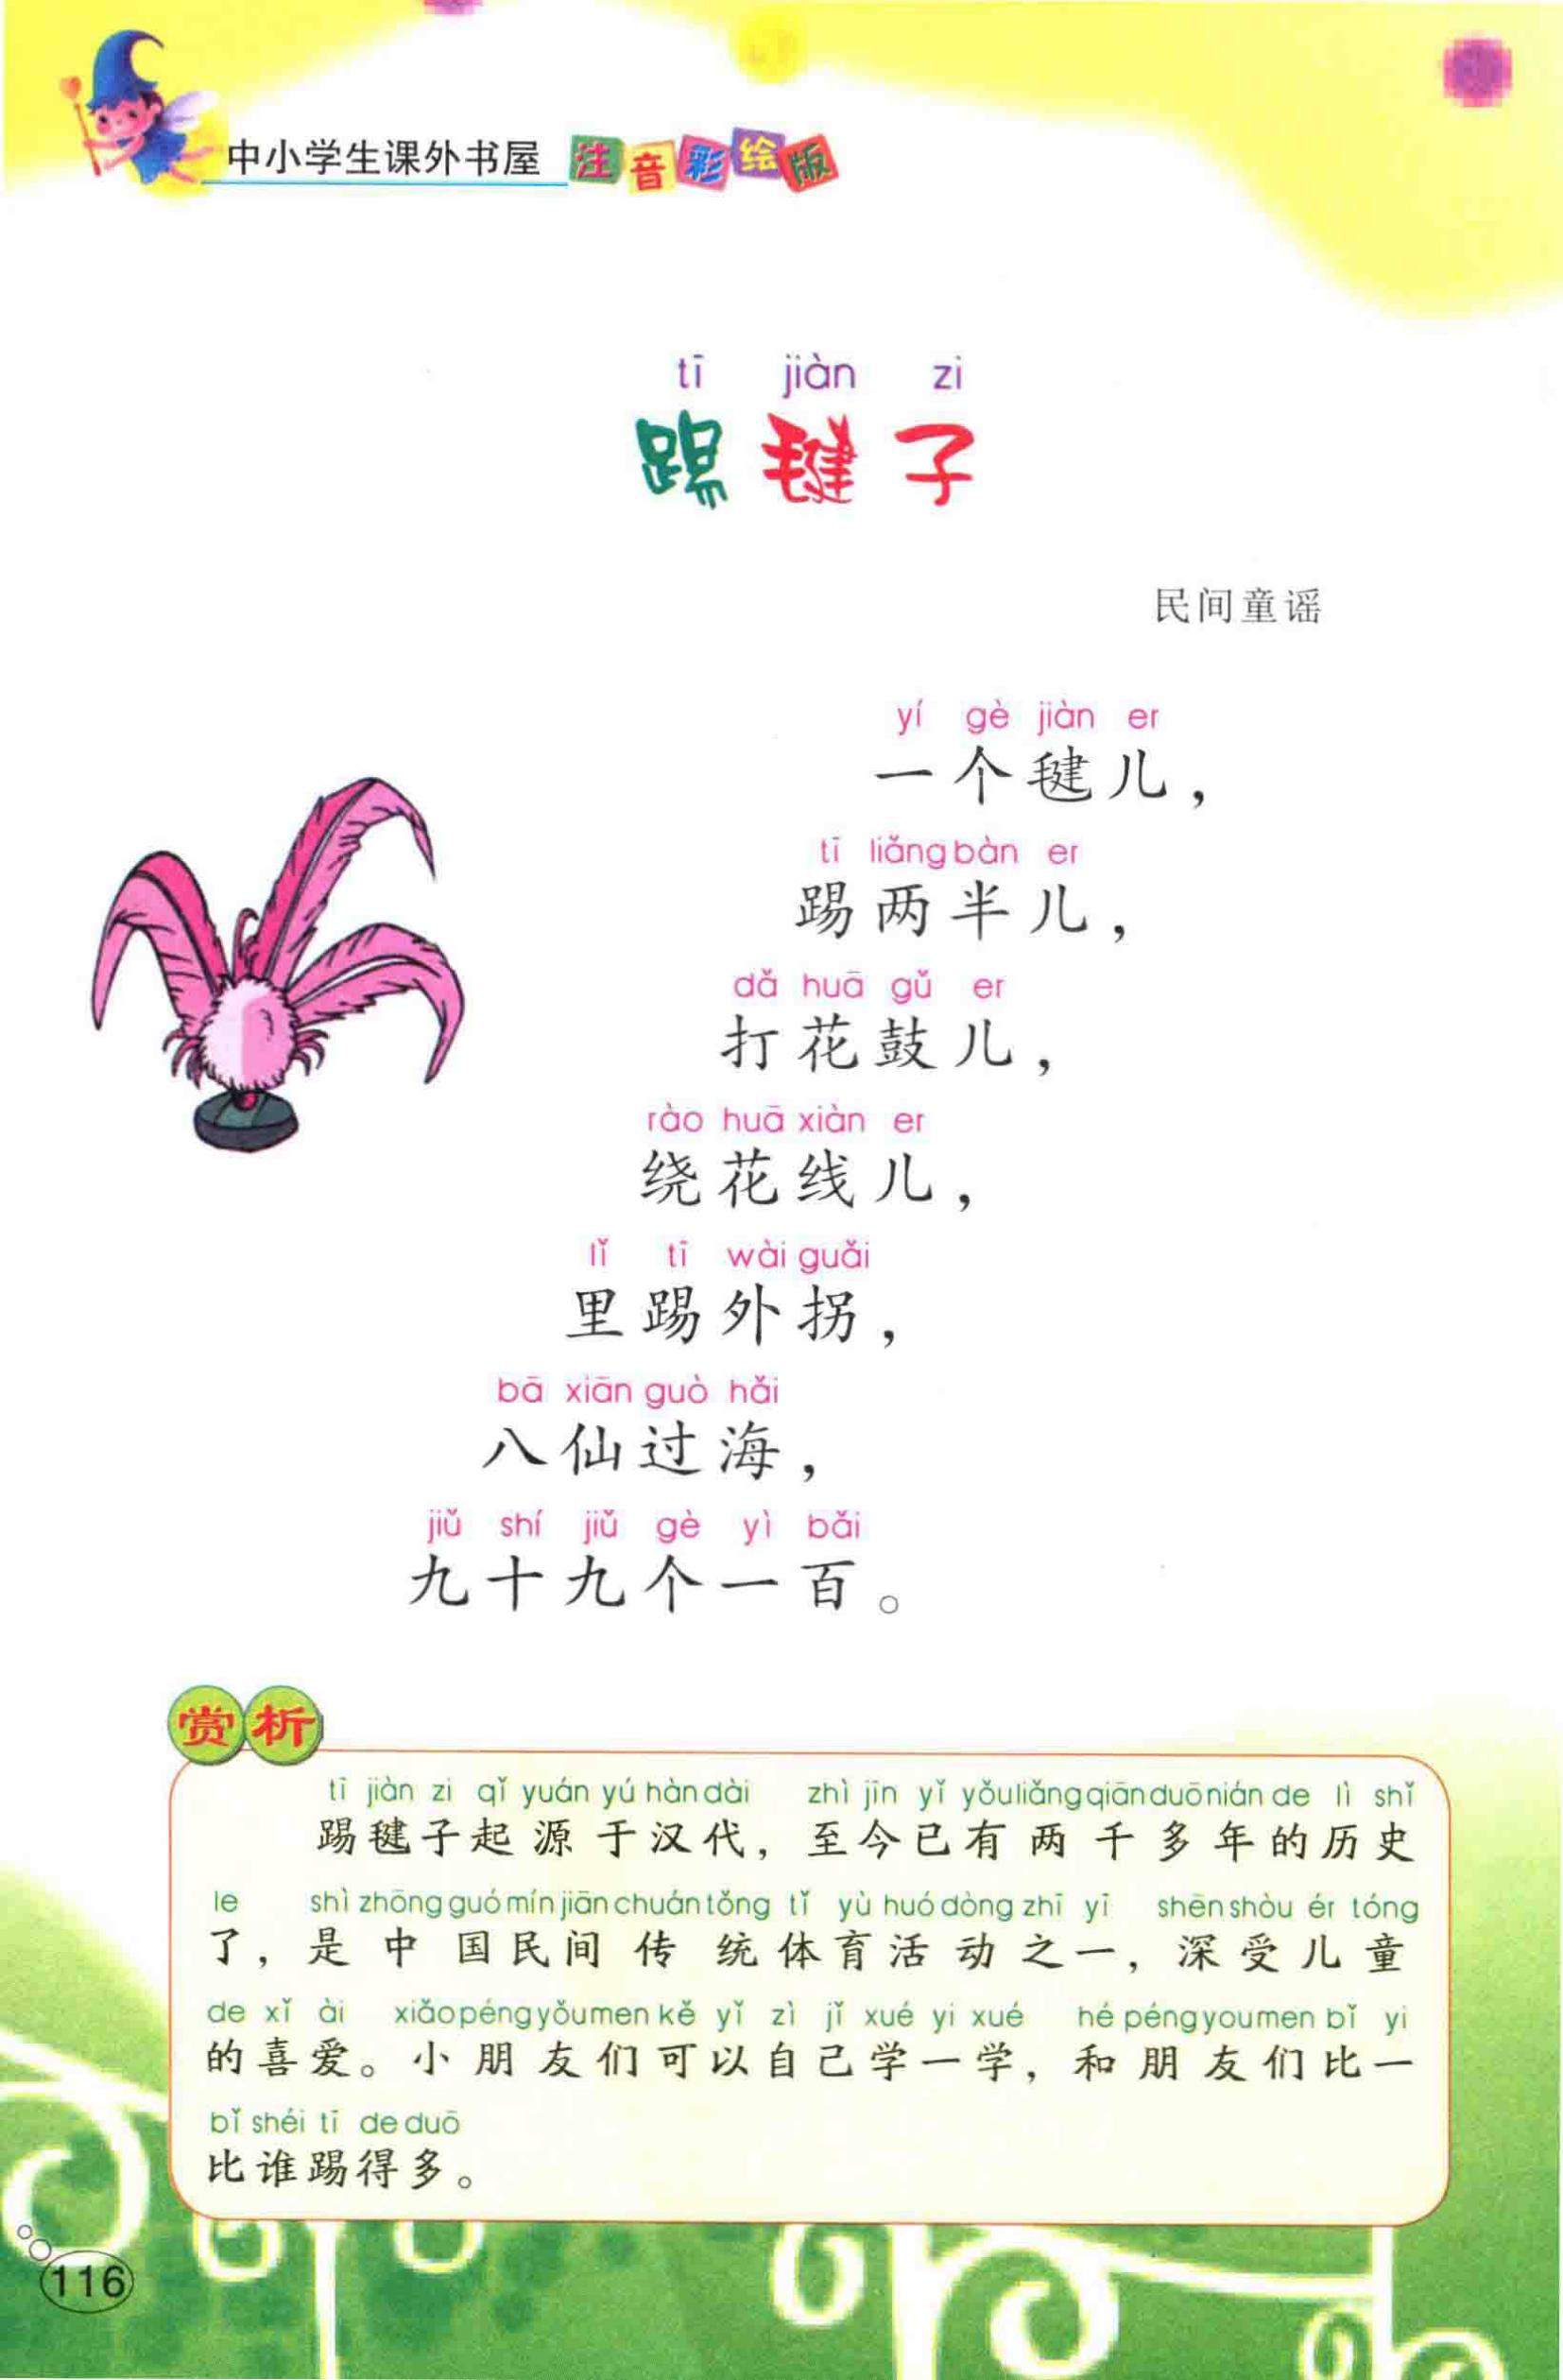 中小学生课外书屋 注音彩绘版
tī jiàn zi
踢毽子
民间童谣
yí gè jiàn er
一个毽儿，
tī liǎng bàn er
踢两半儿，
dǎ huā gǔ er
打花鼓儿，
rào huā xiàn er
绕花线儿，
lǐ tī wài guǎi
里踢外拐，
bā xiān guò hǎi
八仙过海，
jiǔ shí jiǔ gè yì bǎi
九十九个一百。
赏析
tī jiàn zi qǐ yuán yú hàn dài zhì jīn yǐ yǒu liǎng qiān duō nián de lì shǐ
踢毽子起源于汉代，至今已有两千多年的历史
le shì zhōng guó mín jiān chuán tǒng tǐ yù huó dòng zhī yī shēn shòu ér tóng
了，是中国民间传统体育活动之一，深受儿童
de xǐ ài xiǎo péng yǒu men kě yǐ zì jǐ xué yi xué hé péng you men bǐ yi
的喜爱。小朋友们可以自己学一学，和朋友们比一
bǐ shéi tī de duō
比谁踢得多。
116